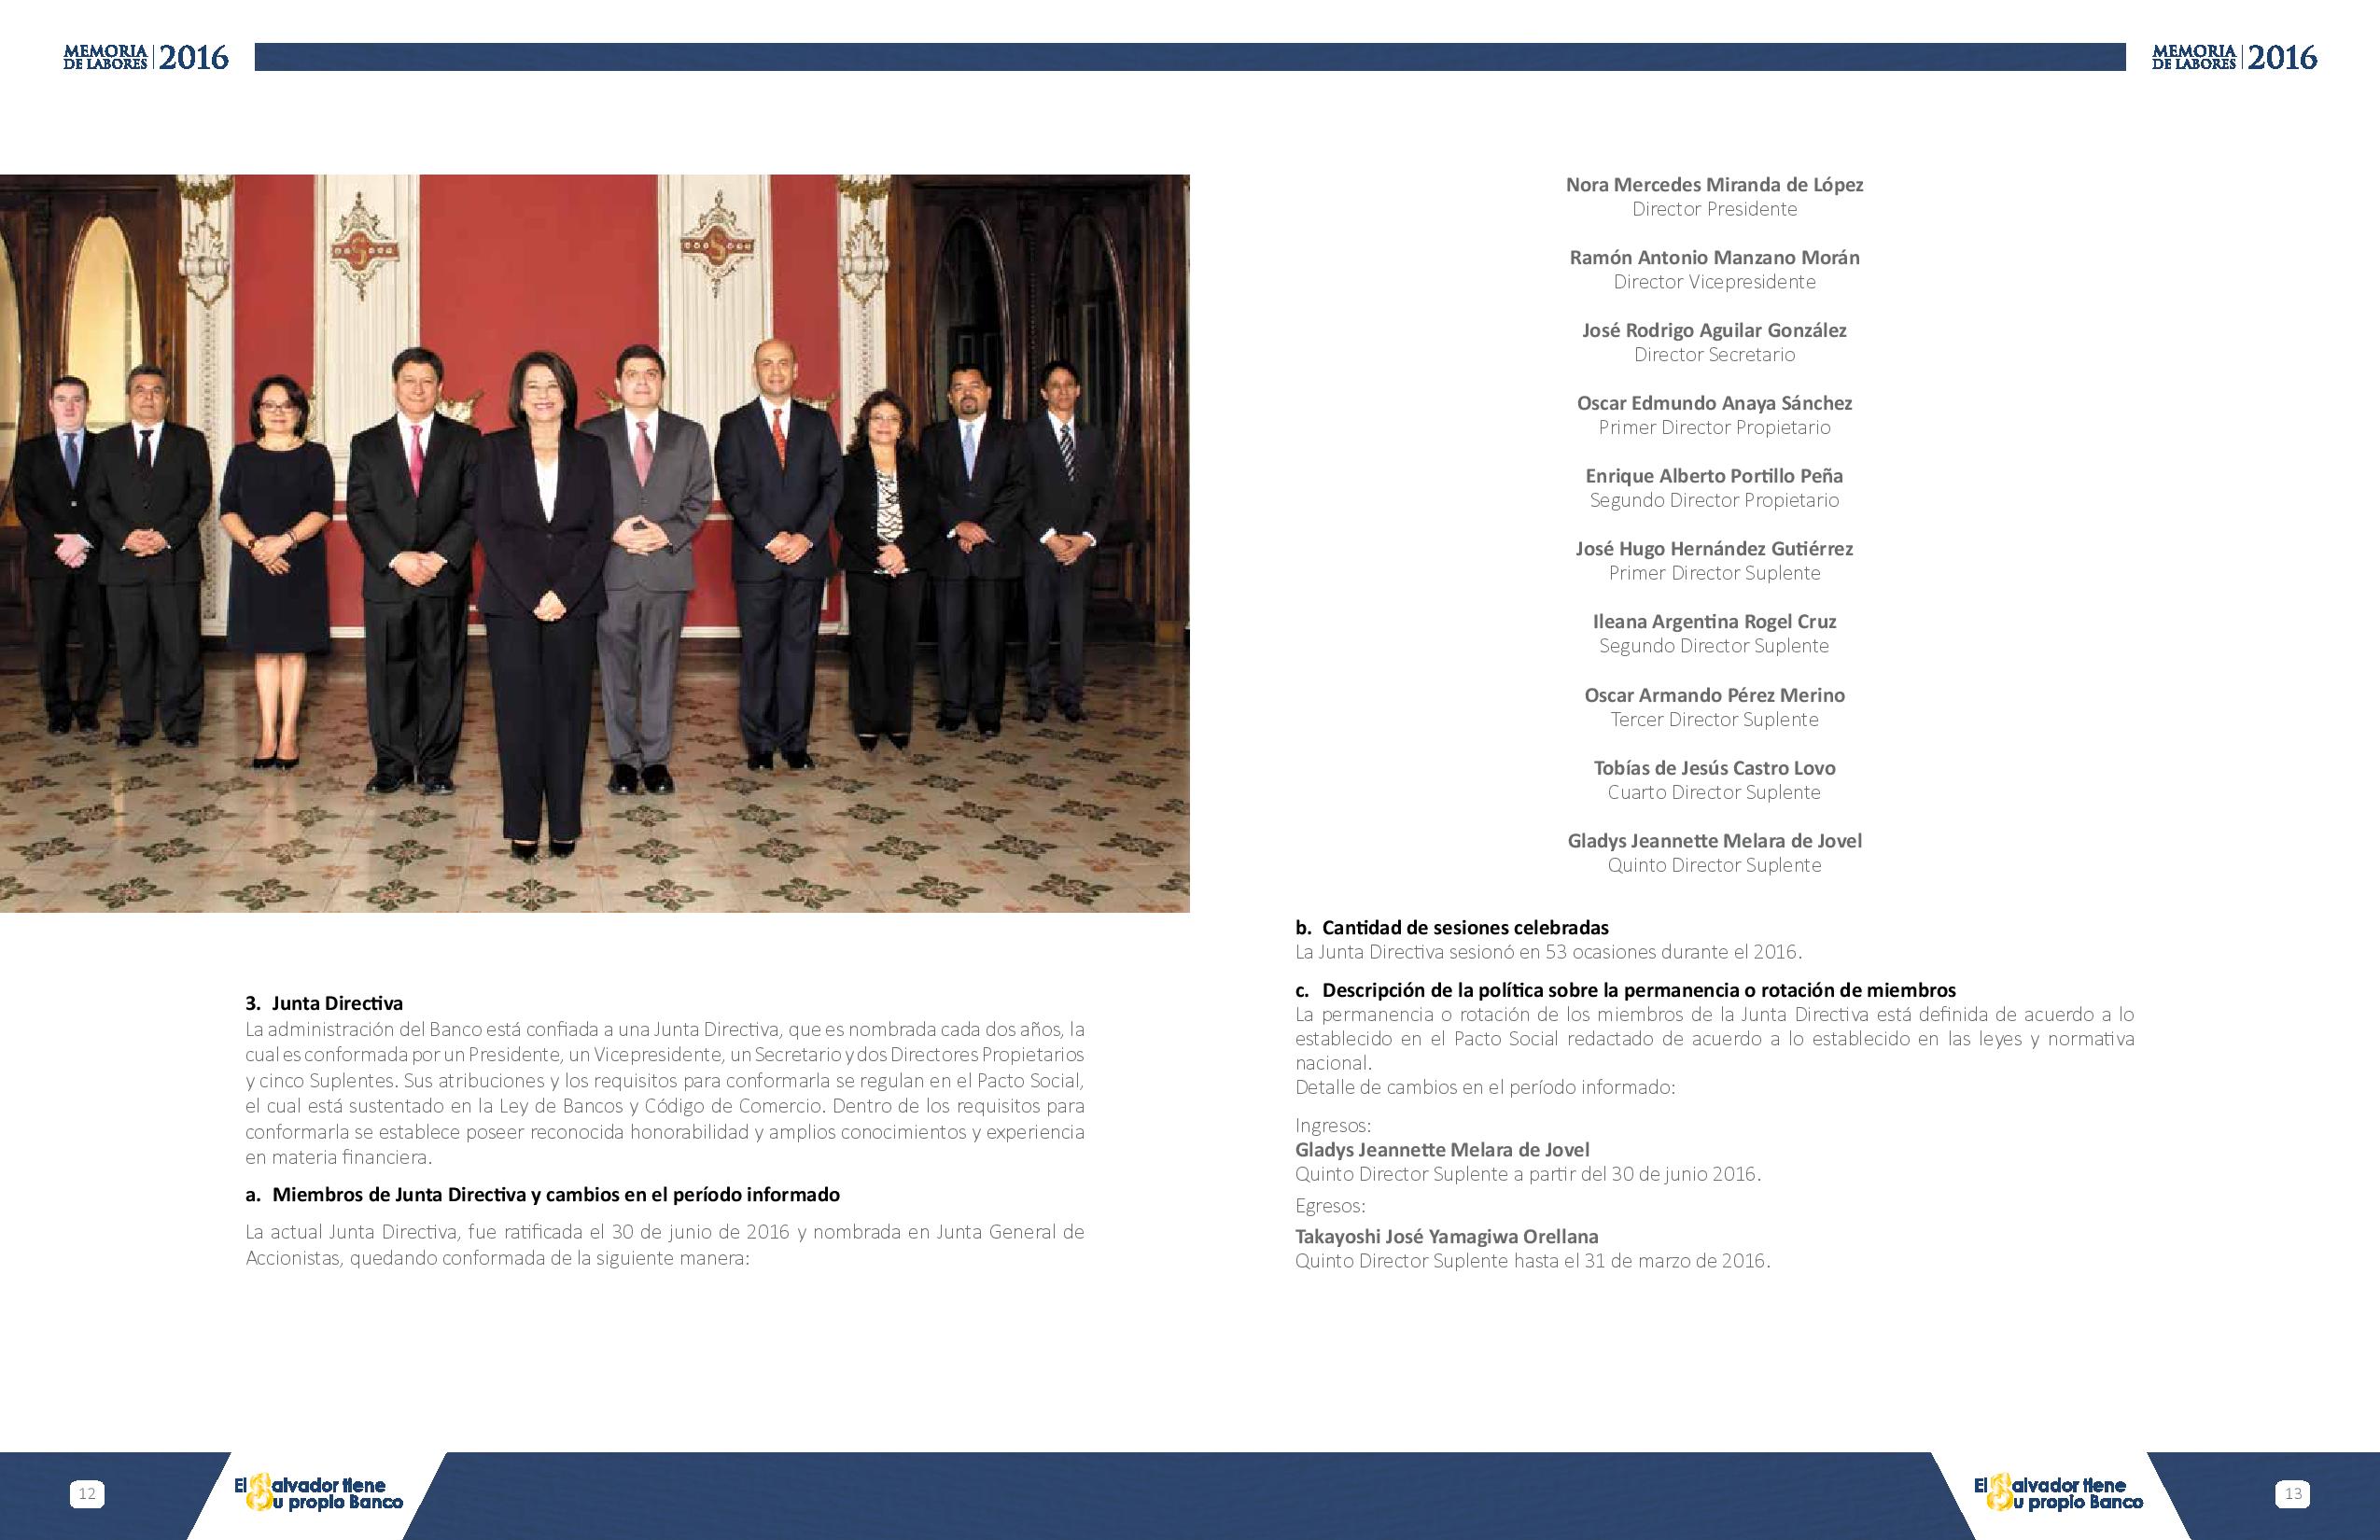 MEMORIA
DE LABORES 2016
MEMORIA
DE LABORES 2016
3. Junta Directiva
La administración del Banco está confiada a una Junta Directiva, que es nombrada cada dos años, la
cual es conformada por un Presidente, un Vicepresidente, un Secretario y dos Directores Propietarios
y cinco Suplentes. Sus atribuciones y los requisitos para conformarla se regulan en el Pacto Social,
el cual está sustentado en la Ley de Bancos y Código de Comercio. Dentro de los requisitos para
conformarla se establece poseer reconocida honorabilidad y amplios conocimientos y experiencia
en materia financiera.
a. Miembros de Junta Directiva y cambios en el período informado
La actual Junta Directiva, fue ratificada el 30 de junio de 2016 y nombrada en Junta General de
Accionistas, quedando conformada de la siguiente manera:
Nora Mercedes Miranda de López
Director Presidente
Ramón Antonio Manzano Morán
Director Vicepresidente
José Rodrigo Aguilar González
Director Secretario
Oscar Edmundo Anaya Sánchez
Primer Director Propietario
Enrique Alberto Portillo Peña
Segundo Director Propietario
José Hugo Hernández Gutiérrez
Primer Director Suplente
Ileana Argentina Rogel Cruz
Segundo Director Suplente
Oscar Armando Pérez Merino
Tercer Director Suplente
Tobías de Jesús Castro Lovo
Cuarto Director Suplente
Gladys Jeannette Melara de Jovel
Quinto Director Suplente
b. Cantidad de sesiones celebradas
La Junta Directiva sesionó en 53 ocasiones durante el 2016.
c. Descripción de la política sobre la permanencia o rotación de miembros
La permanencia o rotación de los miembros de la Junta Directiva está definida de acuerdo a lo
establecido en el Pacto Social redactado de acuerdo a lo establecido en las leyes y normativa
nacional.
Detalle de cambios en el período informado:
Ingresos:
Gladys Jeannette Melara de Jovel
Quinto Director Suplente a partir del 30 de junio 2016.
Egresos:
Takayoshi José Yamagiwa Orellana
Quinto Director Suplente hasta el 31 de marzo de 2016.
12
El Salvador tiene
Su propio Banco
El Salvador tiene
Su propio Banco
13